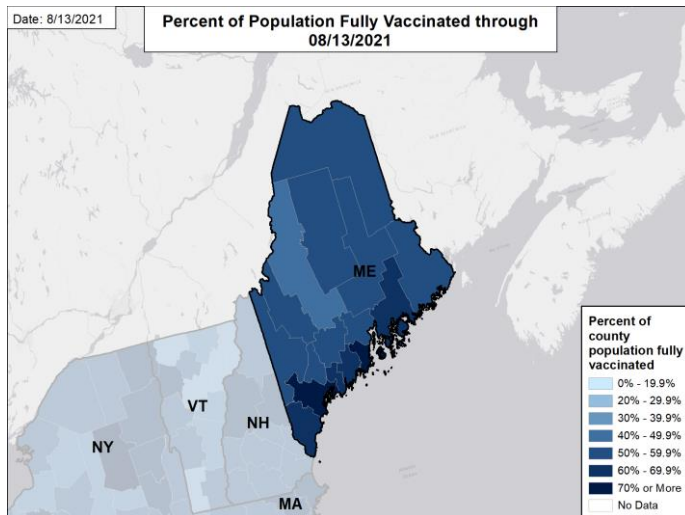 Date: 8/13/2021
Percent of Population Fully Vaccinated through
08/13/2021
ME
VT
NH
NY
MA
Percent of
county
population fully
vaccinated
0% - 19.9%
20% - 29.9%
30% - 39.9%
40% - 49.9%
50% - 59.9%
60% - 69.9%
70% or More
No Data